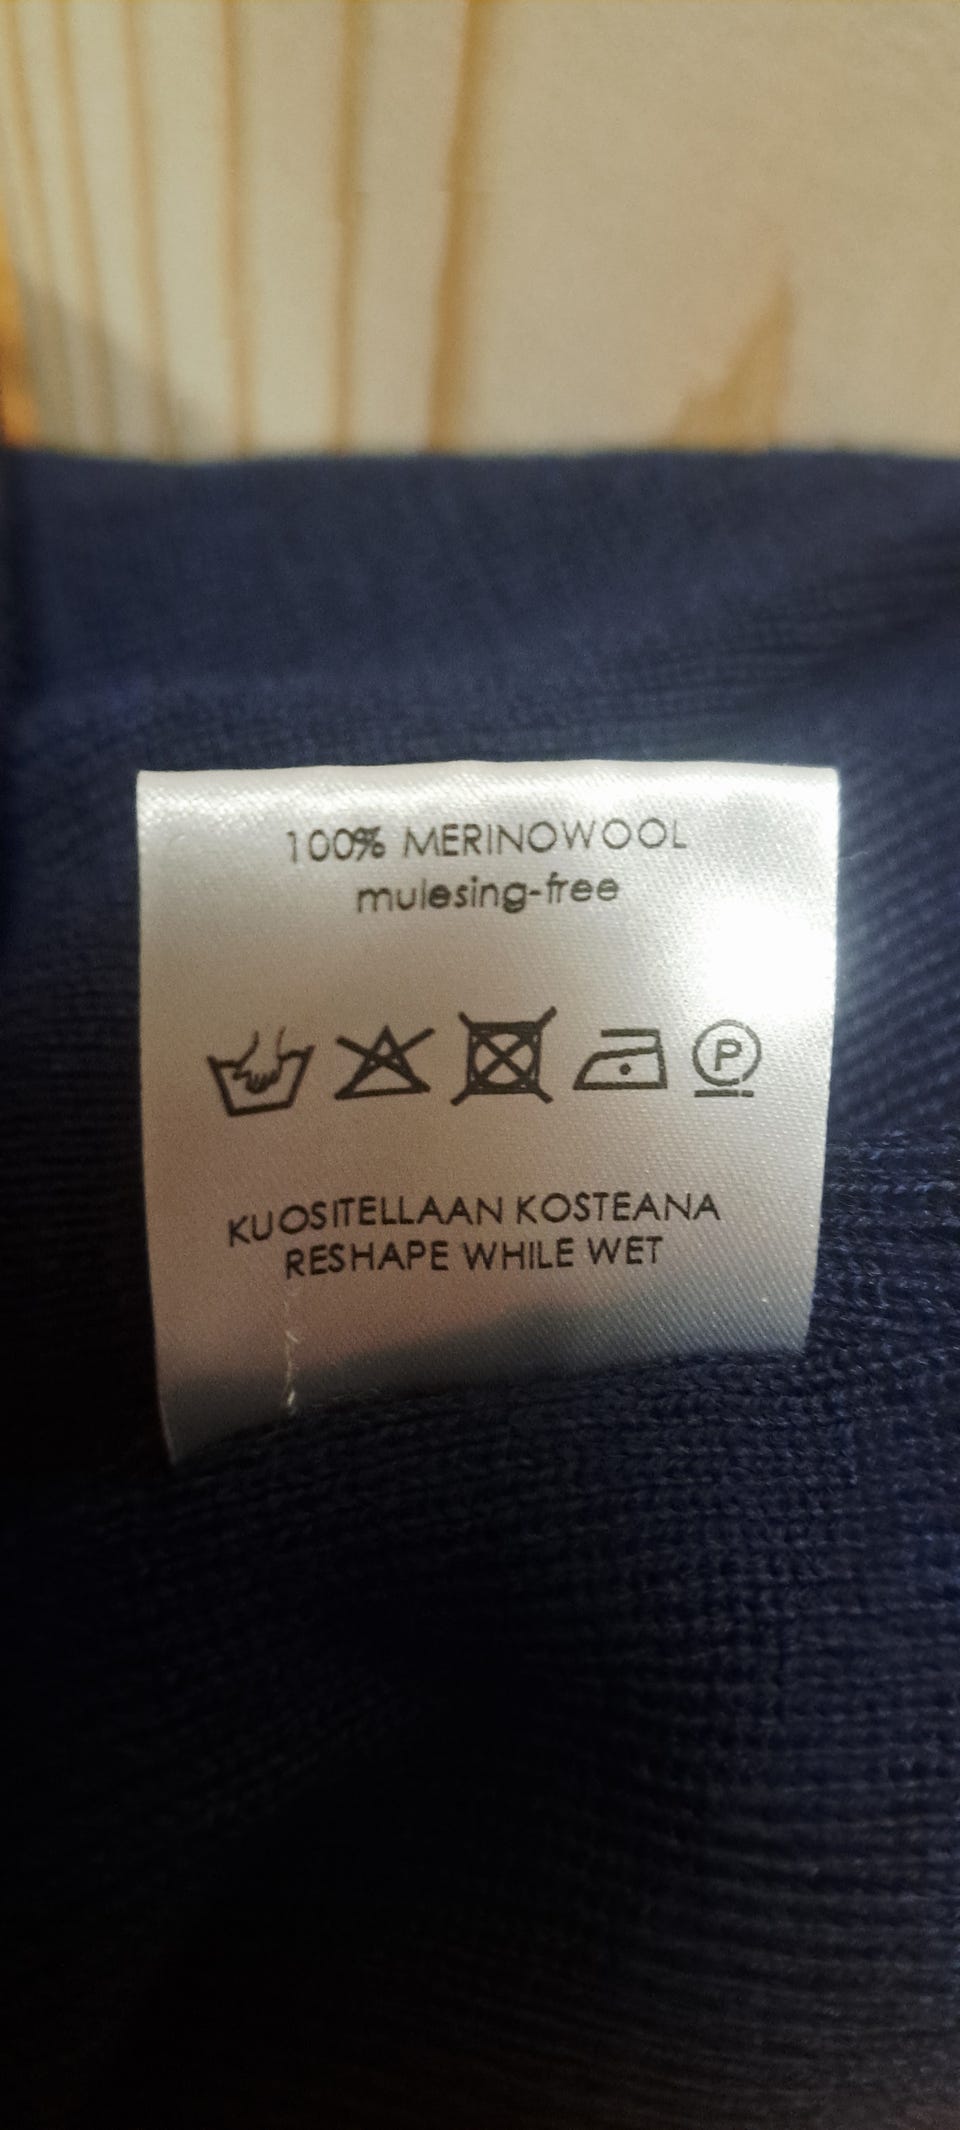 100% MERINOWOOL
mulesing-free
P
KUOSITELLAAN KOSTEANA
RESHAPE WHILE WET